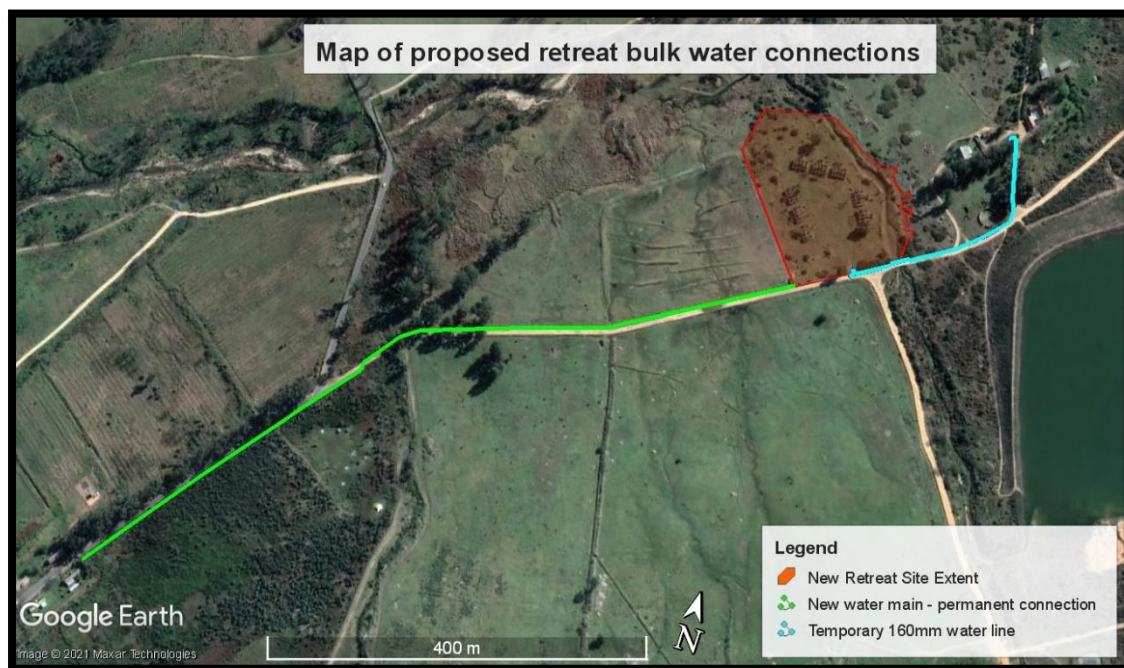 Map of proposed retreat bulk water connections
Legend
New Retreat Site Extent
New water main - permanent connection
Temporary 160mm water line
Google Earth
400 m
N
Image © 2021 Maxar Technologies